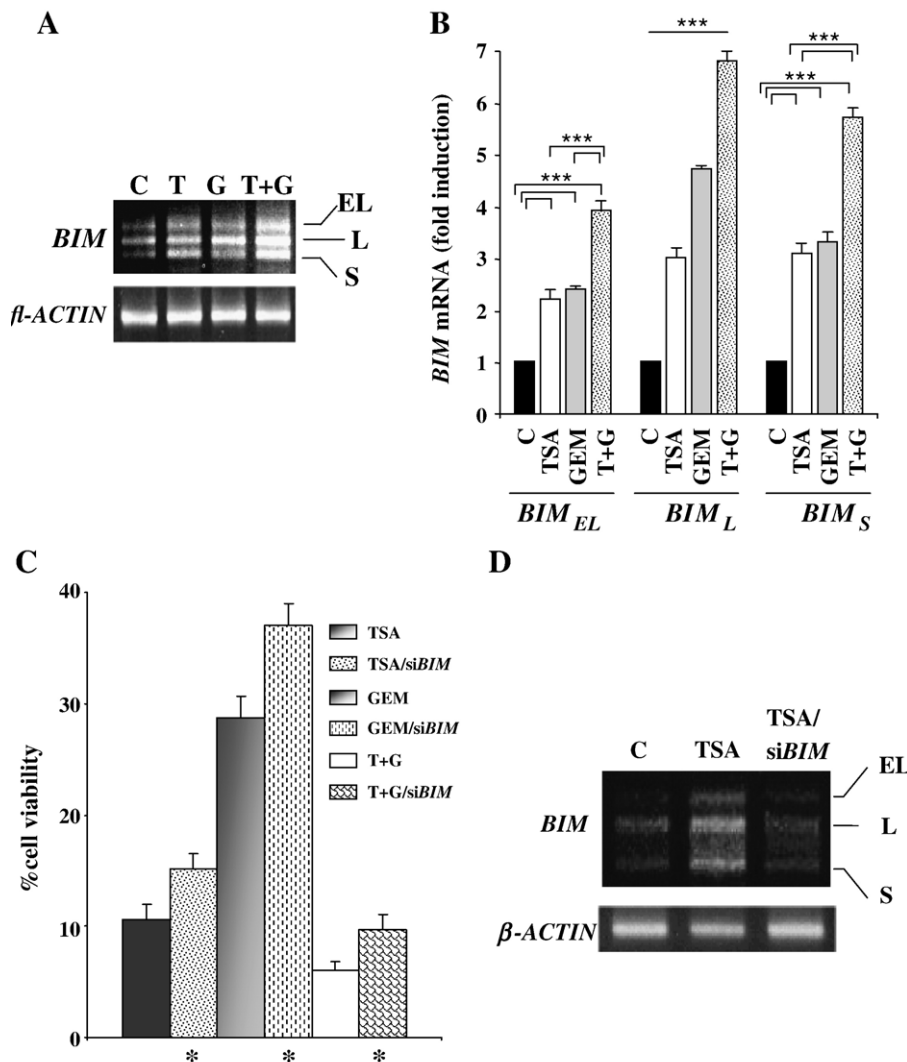 A
C T G T+G
BIM
EL
L
S
fl-ACTIN
B
BIM mRNA (fold induction)
7
6
5
4
3
2
1
0
***
***
***
***
***
C TSA GEM T+G
C TSA GEM T+G
C TSA GEM T+G
BIM EL
BIM L
BIM S
C
%cell viability
40
30
20
10
0
TSA
TSA/siBIM
GEM
GEM/siBIM
T+G
T+G/siBIM
* * *
D
C TSA TSA/
siBIM
BIM
EL
L
S
β-ACTIN